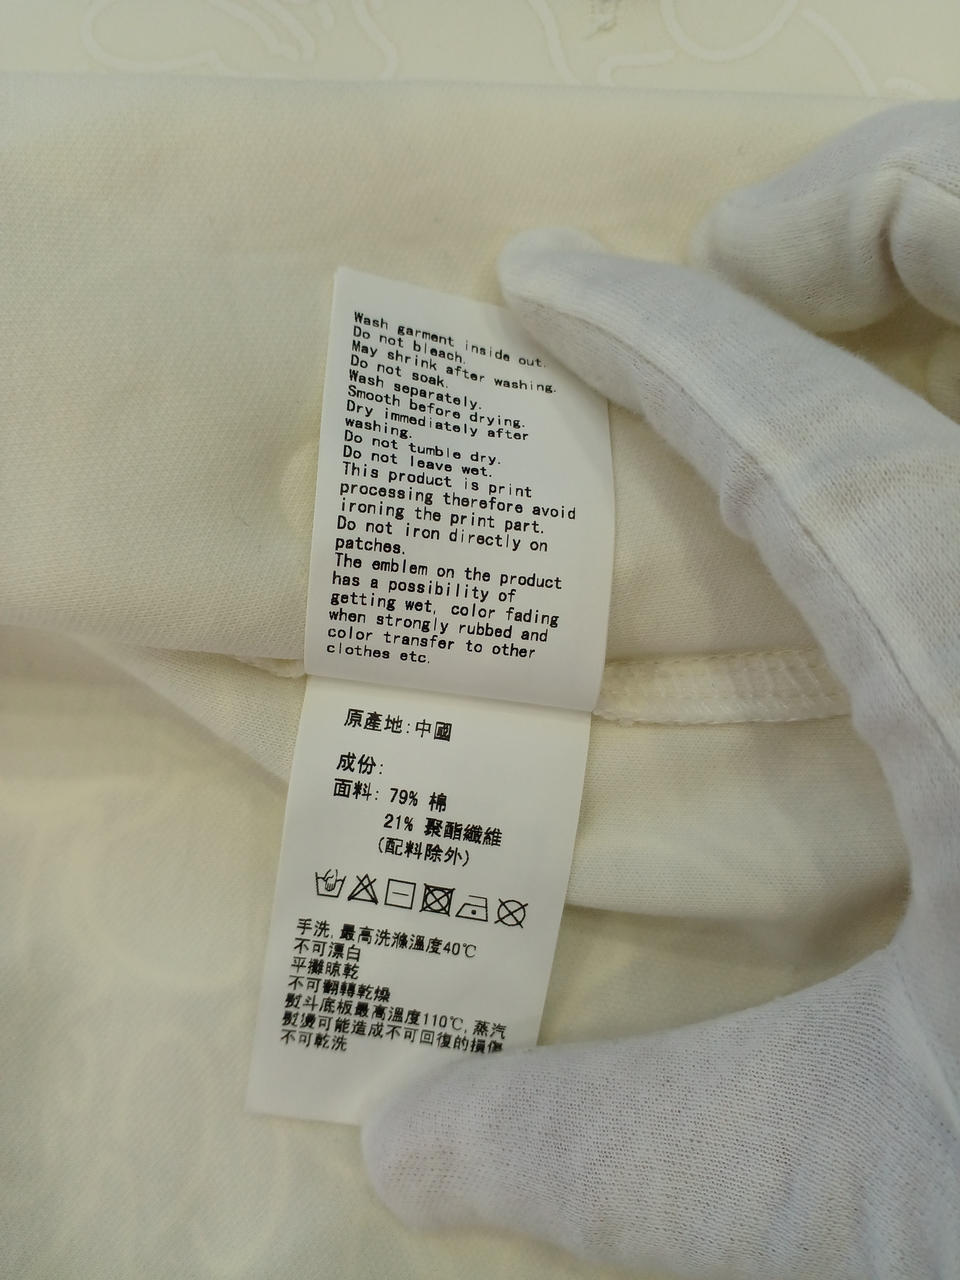 Wash garment inside out.
Do not bleach.
May shrink after washing.
Do not soak.
Wash separately.
Smooth before drying.
Dry immediately after
washing.
Do not tumble dry.
Do not leave wet.
This product is print
processing therefore avoid
ironing the print part.
Do not iron directly on
patches.
The emblem on the product
has a possibility of
getting wet, color fading
when strongly rubbed and
color transfer to other
clothes etc.
原產地:中國
成份:
面料: 79% 棉
21% 聚酯纖維
(配料除外)
手洗, 最高洗滌溫度40℃
不可漂白
平攤晾乾
不可翻轉乾燥
熨斗底板最高溫度110℃, 蒸汽
熨燙可能造成不可回復的損傷
不可乾洗